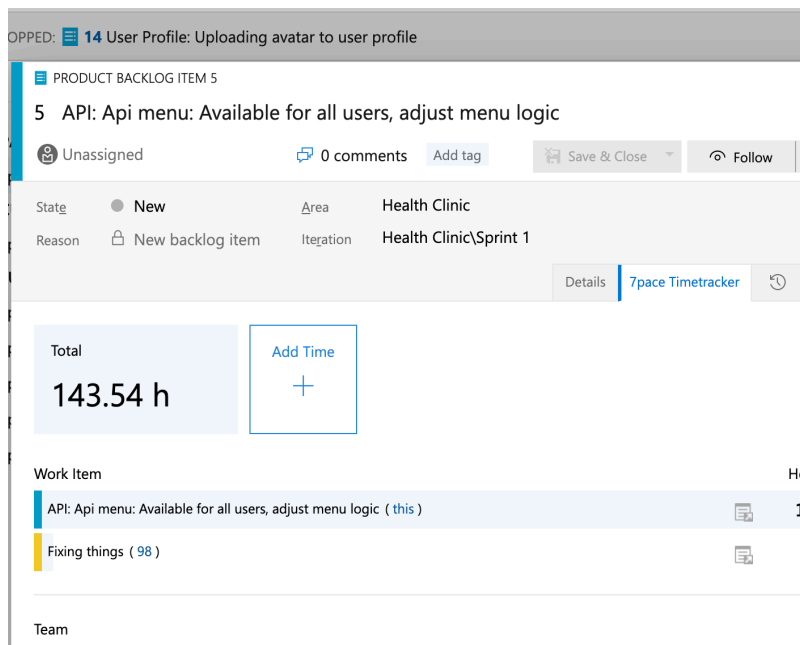 OPPED: 14 User Profile: Uploading avatar to user profile
PRODUCT BACKLOG ITEM 5
5 API: Api menu: Available for all users, adjust menu logic
Unassigned 0 comments Add tag Save & Close Follow
State New Area Health Clinic
Reason New backlog item Iteration Health Clinic\Sprint 1
Details 7pace Timetracker
Total
143.54 h
Add Time
Work Item
API: Api menu: Available for all users, adjust menu logic ( this )
Fixing things ( 98 )
Team